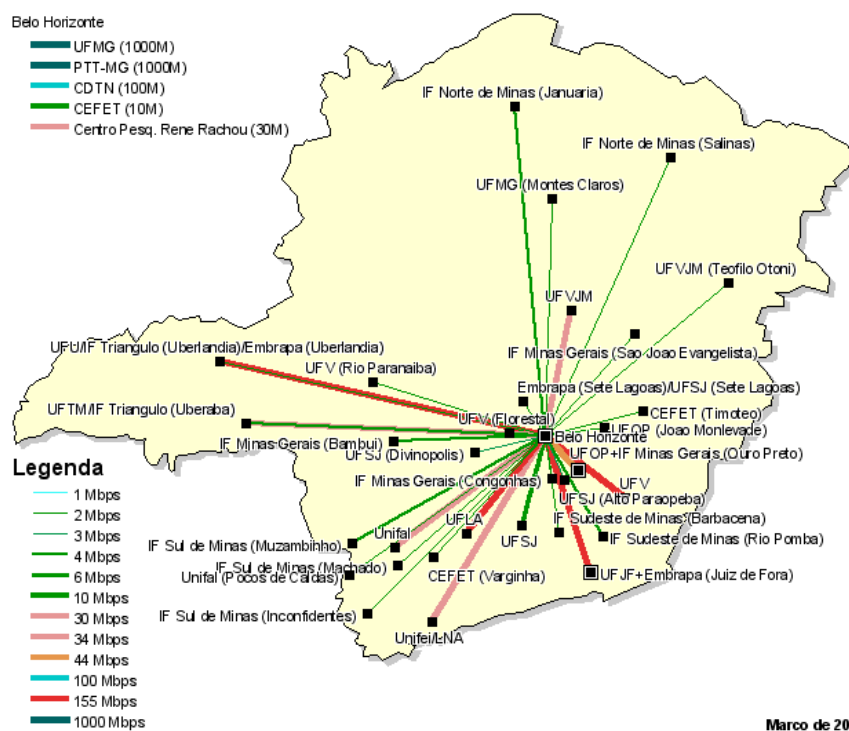 Belo Horizonte
UFMG (1000M)
PTT-MG (1000M)
CDTN (100M)
CEFET (10M)
Centro Pesq. Rene Rachou (30M)
IF Norte de Minas (Januaria)
IF Norte de Minas (Salinas)
UFMG (Montes Claros)
UFVJM (Teofilo Otoni)
UFVJM
IF Minas Gerais (Sao Joao Evangelista)
UFU/IF Triangulo (Uberlandia)/Embrapa (Uberlandia)
UFV (Rio Paranaiba)
Embrapa (Sete Lagoas)/UFSJ (Sete Lagoas)
UFTM/IF Triangulo (Uberaba)
UFV (Florestal)
CEFET (Timoteo)
UFOP (Joao Monlevade)
Belo Horizonte
IF Minas Gerais (Bambui)
UFSJ (Divinopolis)
UFOP+IF Minas Gerais (Ouro Preto)
Legenda
IF Minas Gerais (Congonhas)
UFV
UFSJ (Alto Paraopeba)
1 Mbps
2 Mbps
3 Mbps
4 Mbps
6 Mbps
10 Mbps
30 Mbps
34 Mbps
44 Mbps
100 Mbps
155 Mbps
1000 Mbps
UFLA
IF Sudeste de Minas (Barbacena)
Unifal
UFSJ
IF Sudeste de Minas (Rio Pomba)
IF Sul de Minas (Muzambinho)
IF Sul de Minas (Machado)
Unifal (Pocos de Caldas)
CEFET (Varginha)
UFJF+Embrapa (Juiz de Fora)
IF Sul de Minas (Inconfidentes)
Unifei/LNA
Marco de 20